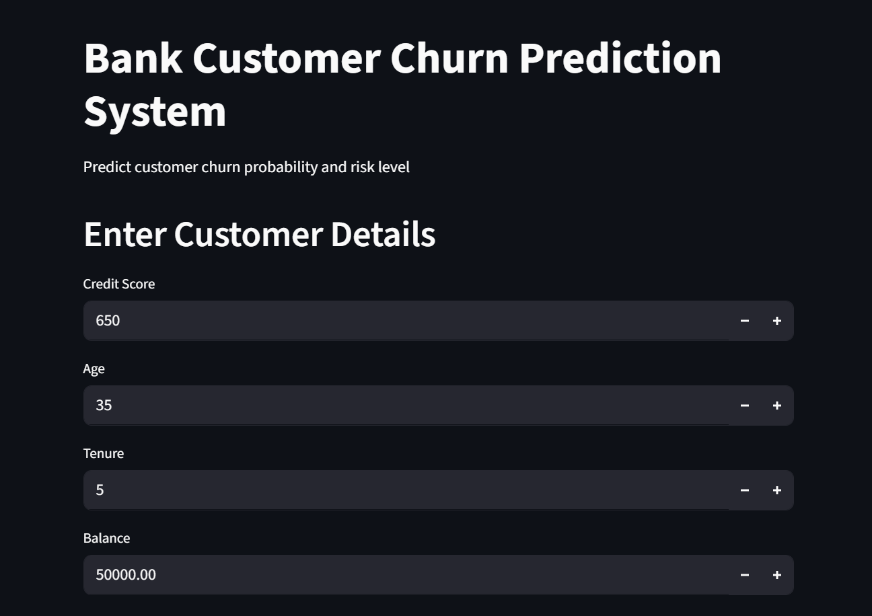 Bank Customer Churn Prediction
System
Predict customer churn probability and risk level
Enter Customer Details
Credit Score
650
Age
35
Tenure
5
Balance
50000.00